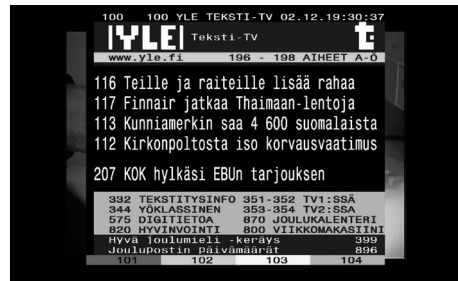 100 100 YLE TEKSTI-TV 02.12.19:30:37
YLE Teksti-TV t:
www.yle.fi 196 - 198 AIHEET A-Ö
116 Teille ja raiteille lisää rahaa
117 Finnair jatkaa Thaimaan-lentoja
113 Kunniamerkin saa 4 600 suomalaista
112 Kirkonpoltosta iso korvausvaatimus
207 KOK hylkäsi EBUn tarjouksen
332 TEKSTITYSINFO 351-352 TV1:SSÄ
344 YÖKLASSINEN 353-354 TV2:SSA
575 DIGITIETOA 870 JOULUKALENTERI
820 HYVINVOINTI 800 VIIKKOMAKASIINI
Hyvä joulumieli -keräys 399
Joulupostin päivämäärät 896
101 102 103 104